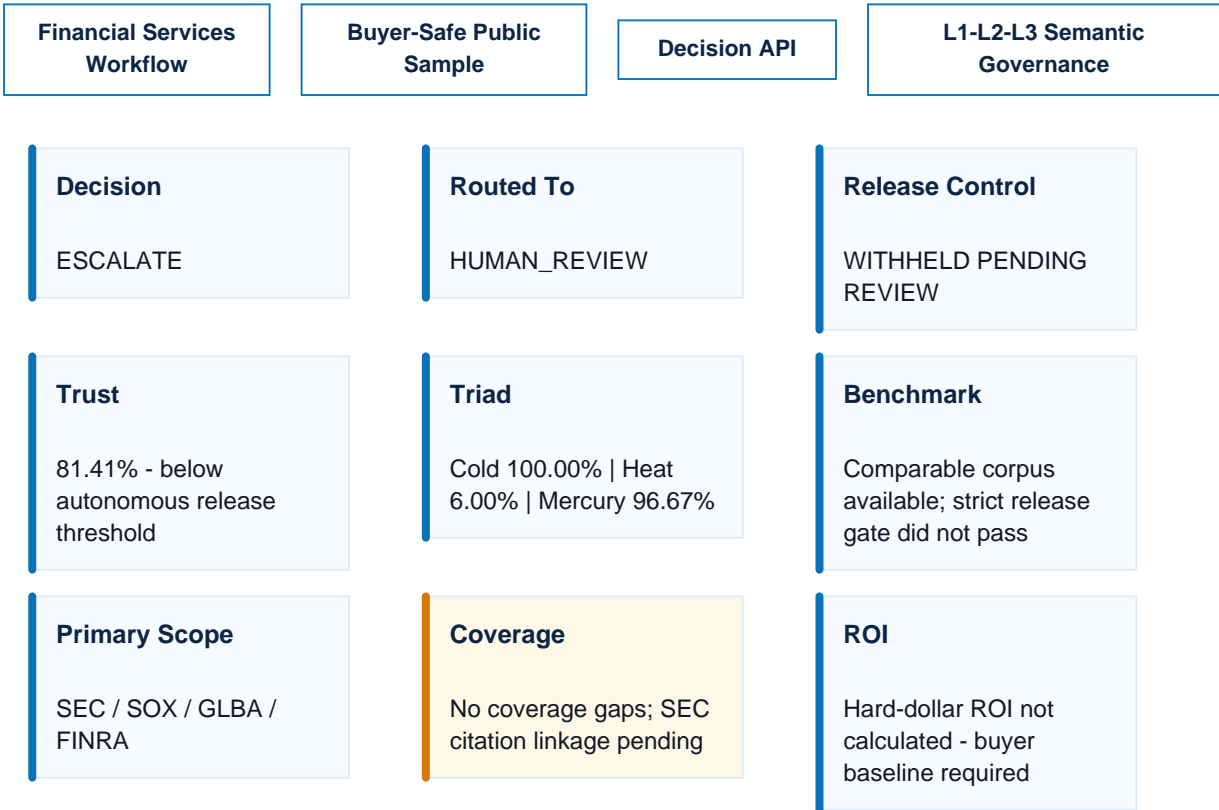 Financial Services
Workflow
Buyer-Safe Public
Sample
Decision API
L1-L2-L3 Semantic
Governance
Decision
ESCALATE
Routed To
HUMAN_REVIEW
Release Control
WITHHELD PENDING
REVIEW
Trust
81.41% - below
autonomous release
threshold
Triad
Cold 100.00% | Heat
6.00% | Mercury 96.67%
Benchmark
Comparable corpus
available; strict release
gate did not pass
Primary Scope
SEC / SOX / GLBA /
FINRA
Coverage
No coverage gaps; SEC
citation linkage pending
ROI
Hard-dollar ROI not
calculated - buyer
baseline required